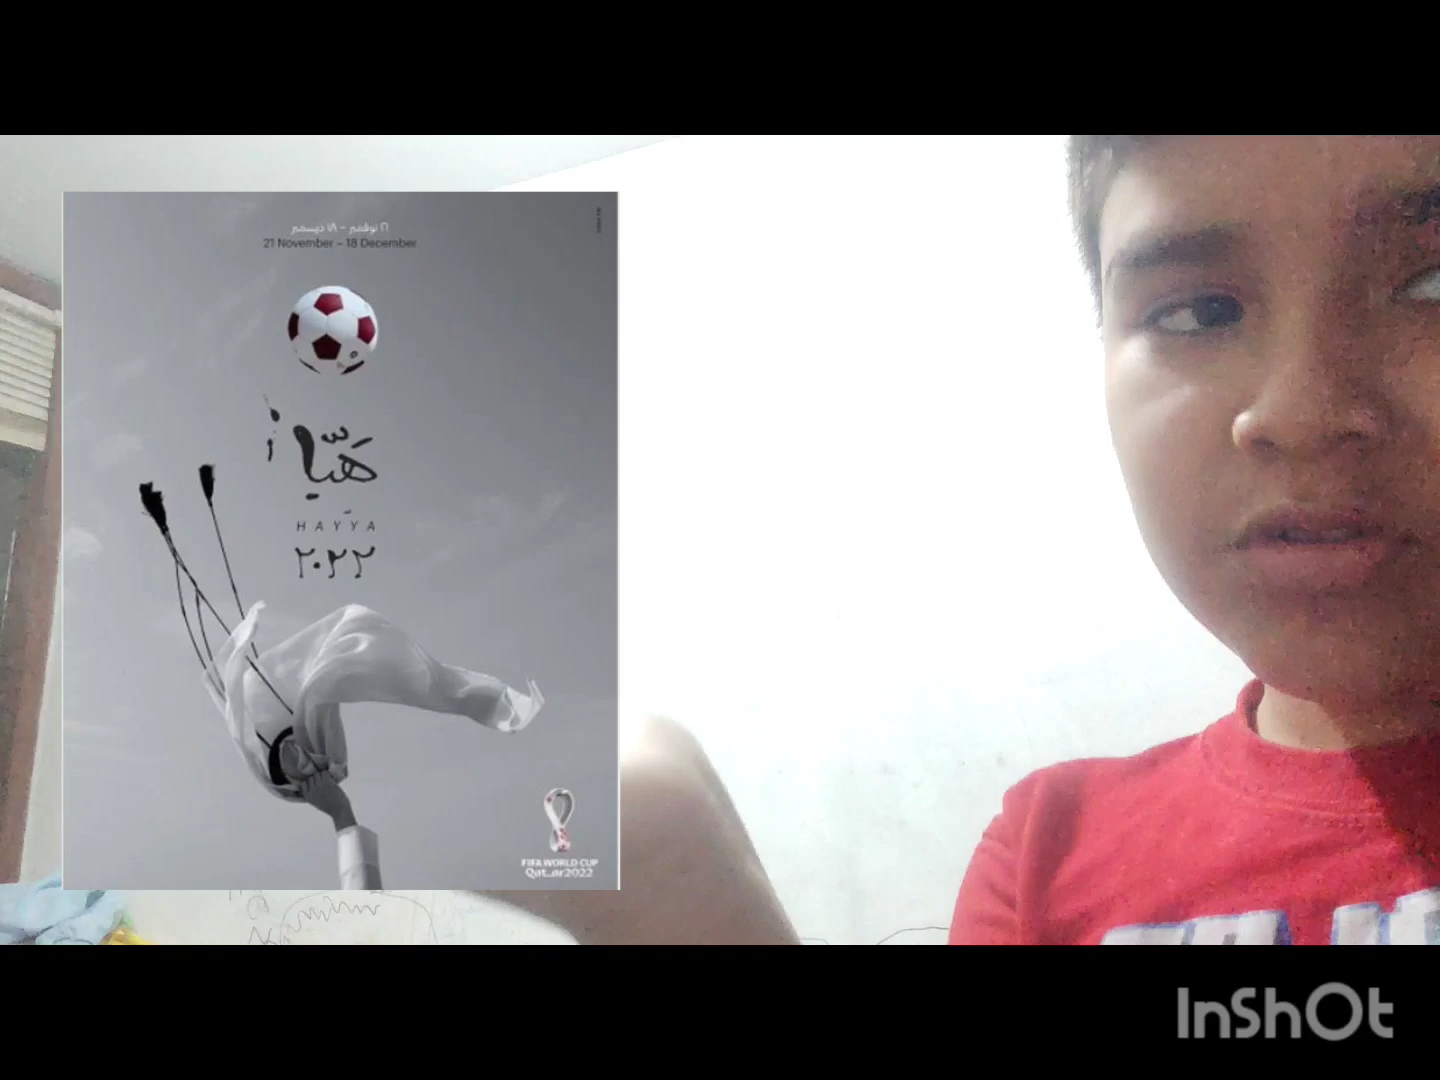 ٢١ نوفمبر – ١٨ ديسمبر
21 November – 18 December
هَيّا
HAYYA
٢٠٢٢
FIFA WORLD CUP
Qatar2022
InShOt